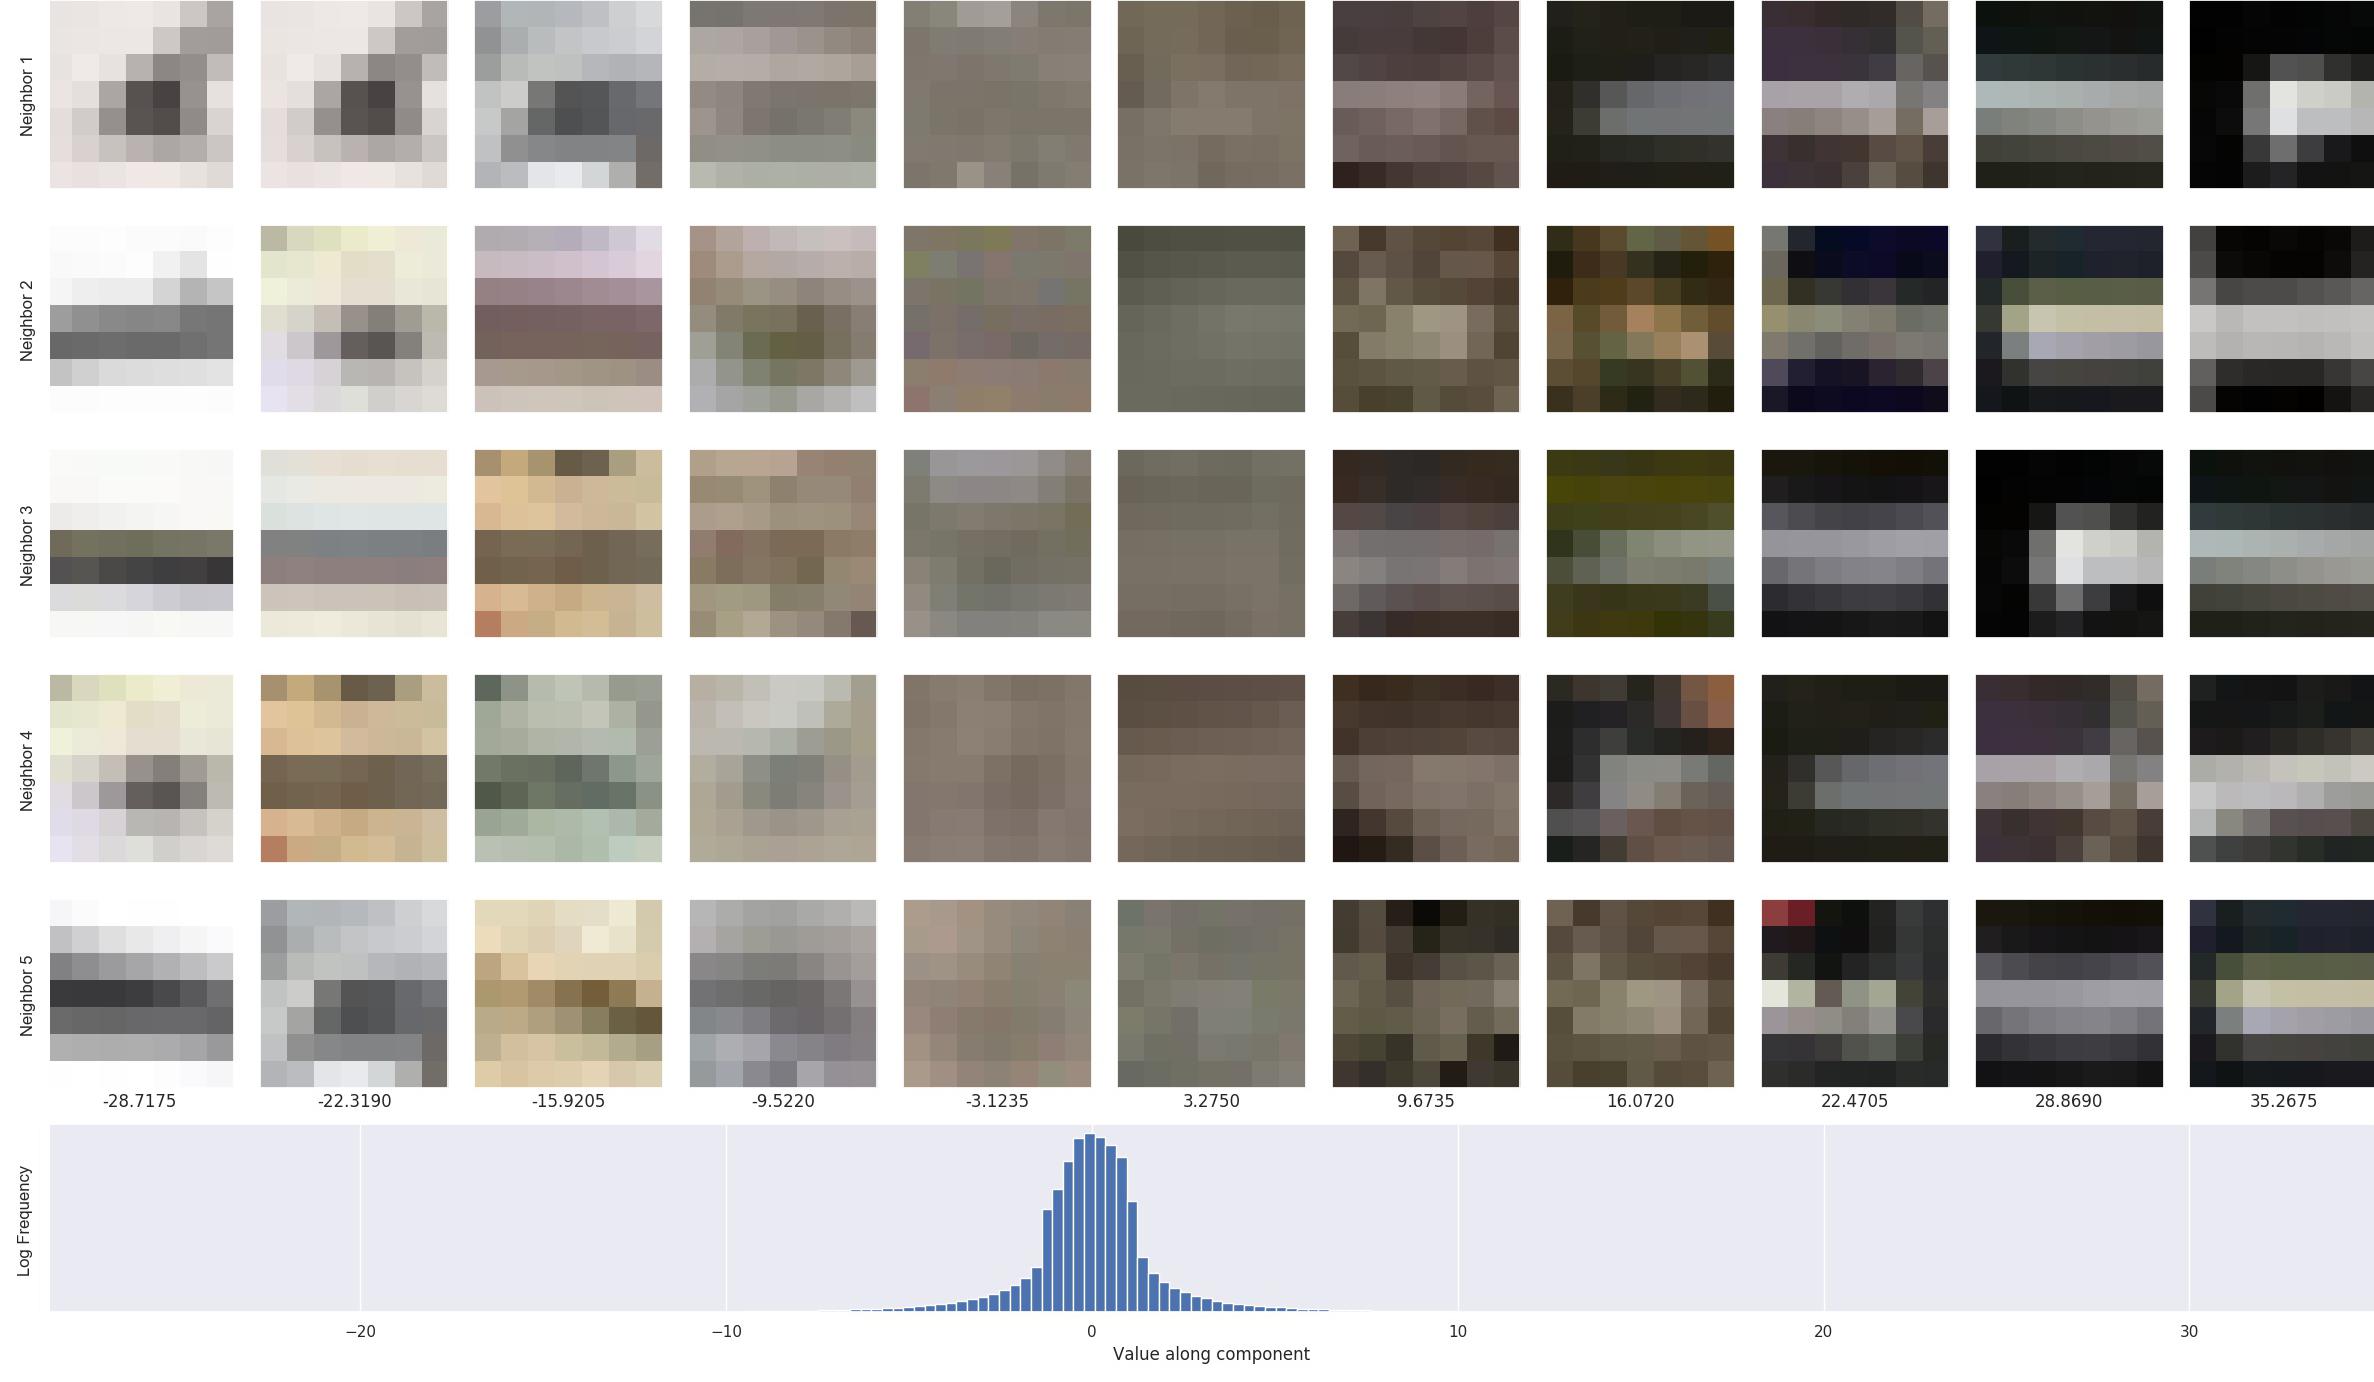 Neighbor 1
Neighbor 2
Neighbor 3
Neighbor 4
Neighbor 5
-28.7175 -22.3190 -15.9205 -9.5220 -3.1235 3.2750 9.6735 16.0720 22.4705 28.8690 35.2675
Log Frequency
−20 −10 0 10 20 30
Value along component